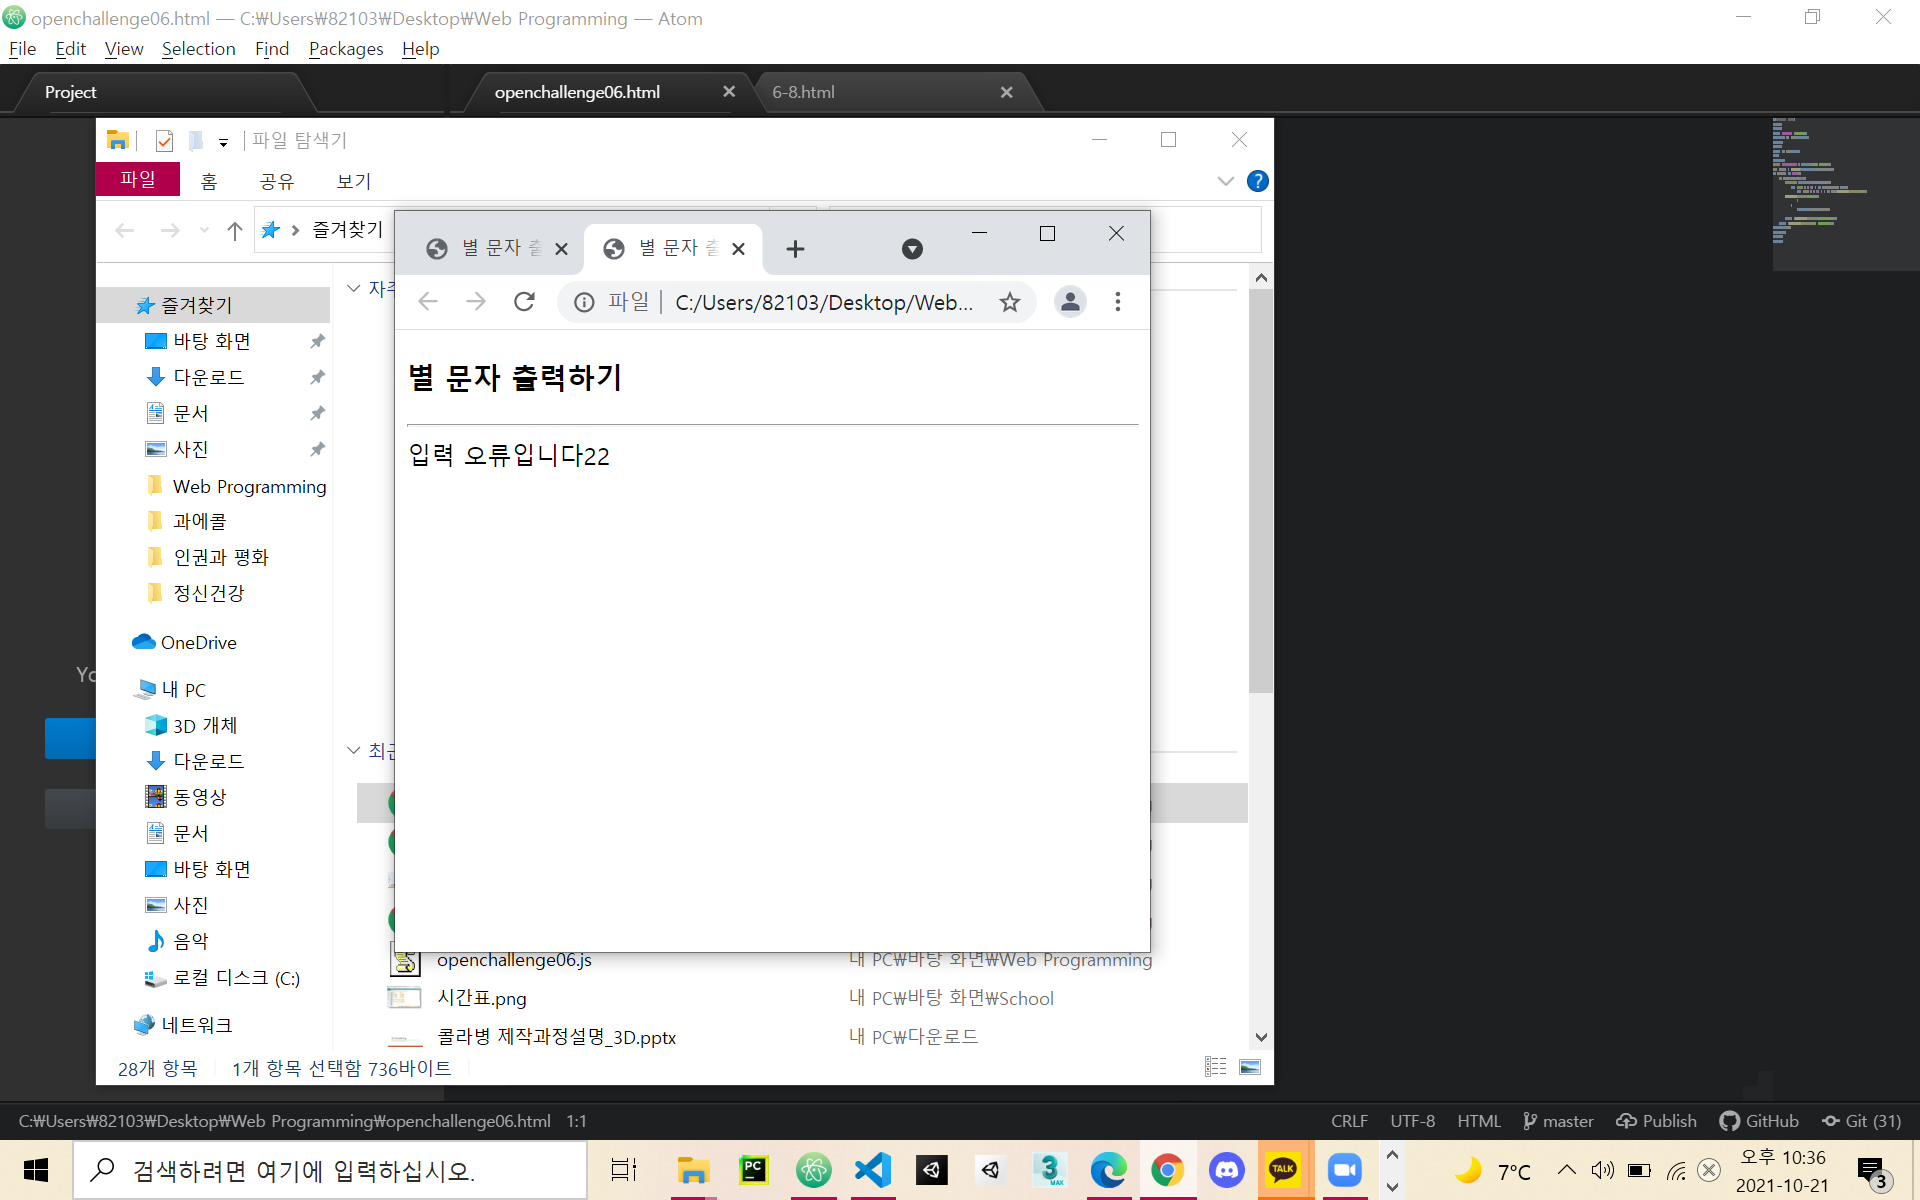 openchallenge06.html — C:₩Users₩82103₩Desktop₩Web Programming — Atom
File Edit View Selection Find Packages Help
Project
openchallenge06.html
6-8.html
파일 탐색기
파일 홈 공유 보기
즐겨찾기
별 문자 출
별 문자 출
파일 | C:/Users/82103/Desktop/Web...
별 문자 출력하기
입력 오류입니다22
즐겨찾기
바탕 화면
다운로드
문서
사진
Web Programming
과에콜
인권과 평화
정신건강
OneDrive
내 PC
3D 개체
다운로드
동영상
문서
바탕 화면
사진
음악
로컬 디스크 (C:)
네트워크
openchallenge06.js 내 PC₩바탕 화면₩Web Programming
시간표.png 내 PC₩바탕 화면₩School
콜라병 제작과정설명_3D.pptx 내 PC₩다운로드
28개 항목 1개 항목 선택함 736바이트
C:₩Users₩82103₩Desktop₩Web Programming₩openchallenge06.html 1:1
CRLF UTF-8 HTML master Publish GitHub Git (31)
검색하려면 여기에 입력하십시오.
PC
3
MAX
TALK
7°C
오후 10:36
2021-10-21
3